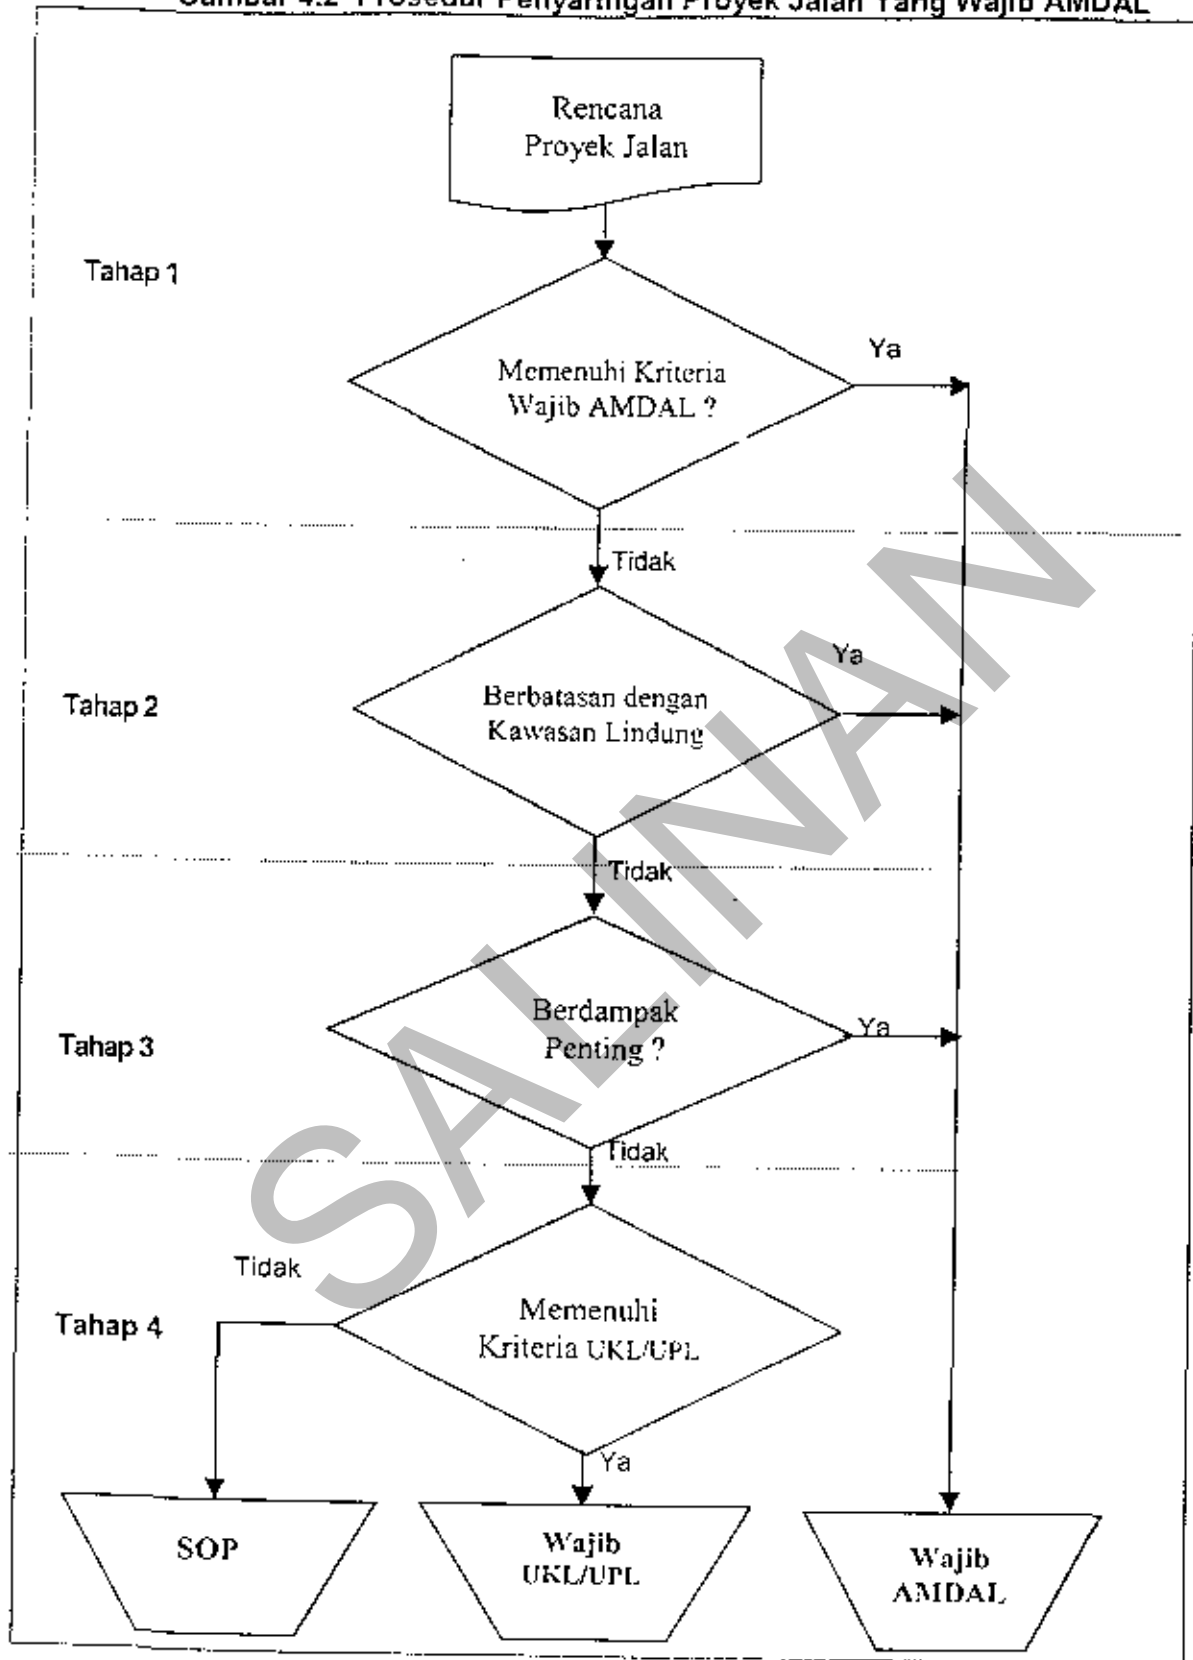 Gambar 4.2 Prosedur Penyaringan Proyek Jalan Yang Wajib AMDAL
Rencana
Proyek Jalan
Tahap 1
Ya
Memenuhi Kriteria
Wajib AMDAL ?
Tidak
Ya
Tahap 2
Berbatasan dengan
Kawasan Lindung
Tidak
Berdampak
Penting ?
Ya
Tahap 3
Tidak
Tidak
Memenuhi
Kriteria UKL/UPL
Tahap 4
Ya
SOP
Wajib
UKL/UPL
Wajib
AMDAL
SALINAN